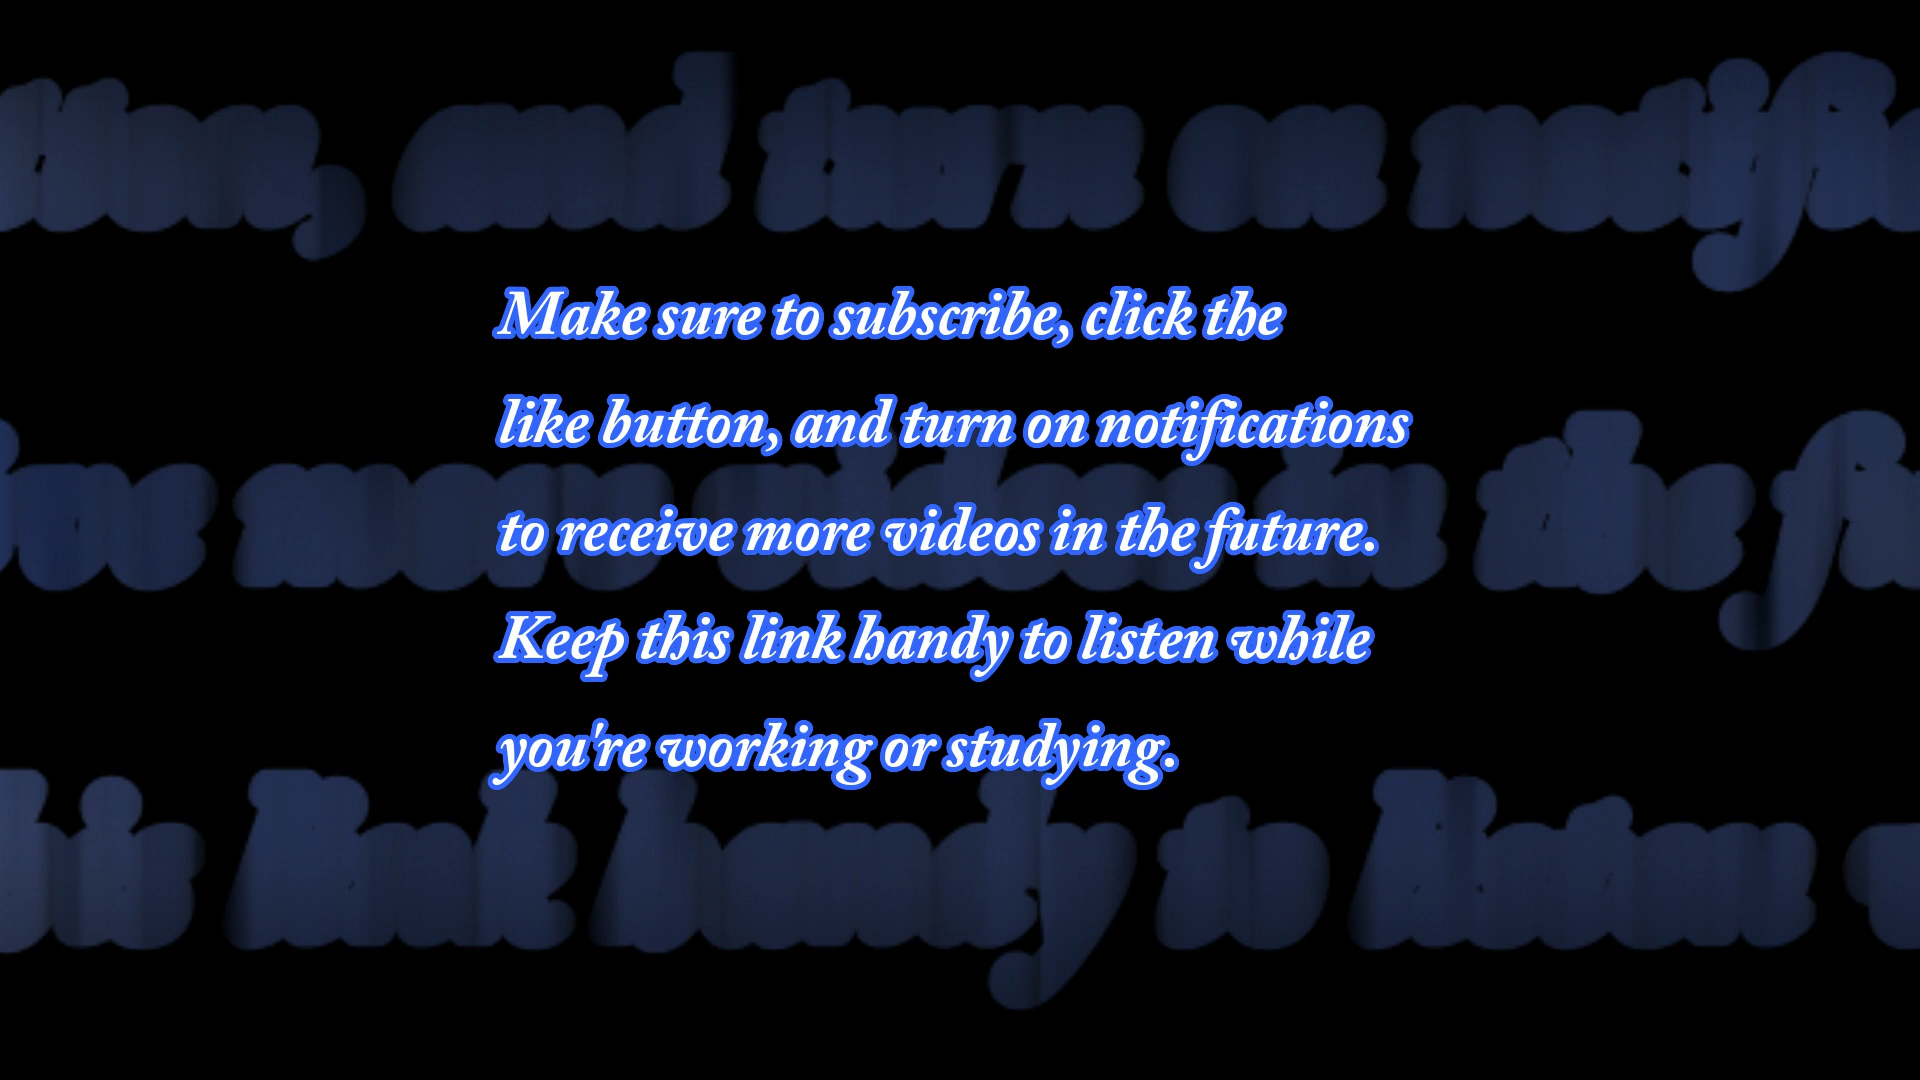 Make sure to subscribe, click the
like button, and turn on notifications
to receive more videos in the future.
Keep this link handy to listen while
you're working or studying.